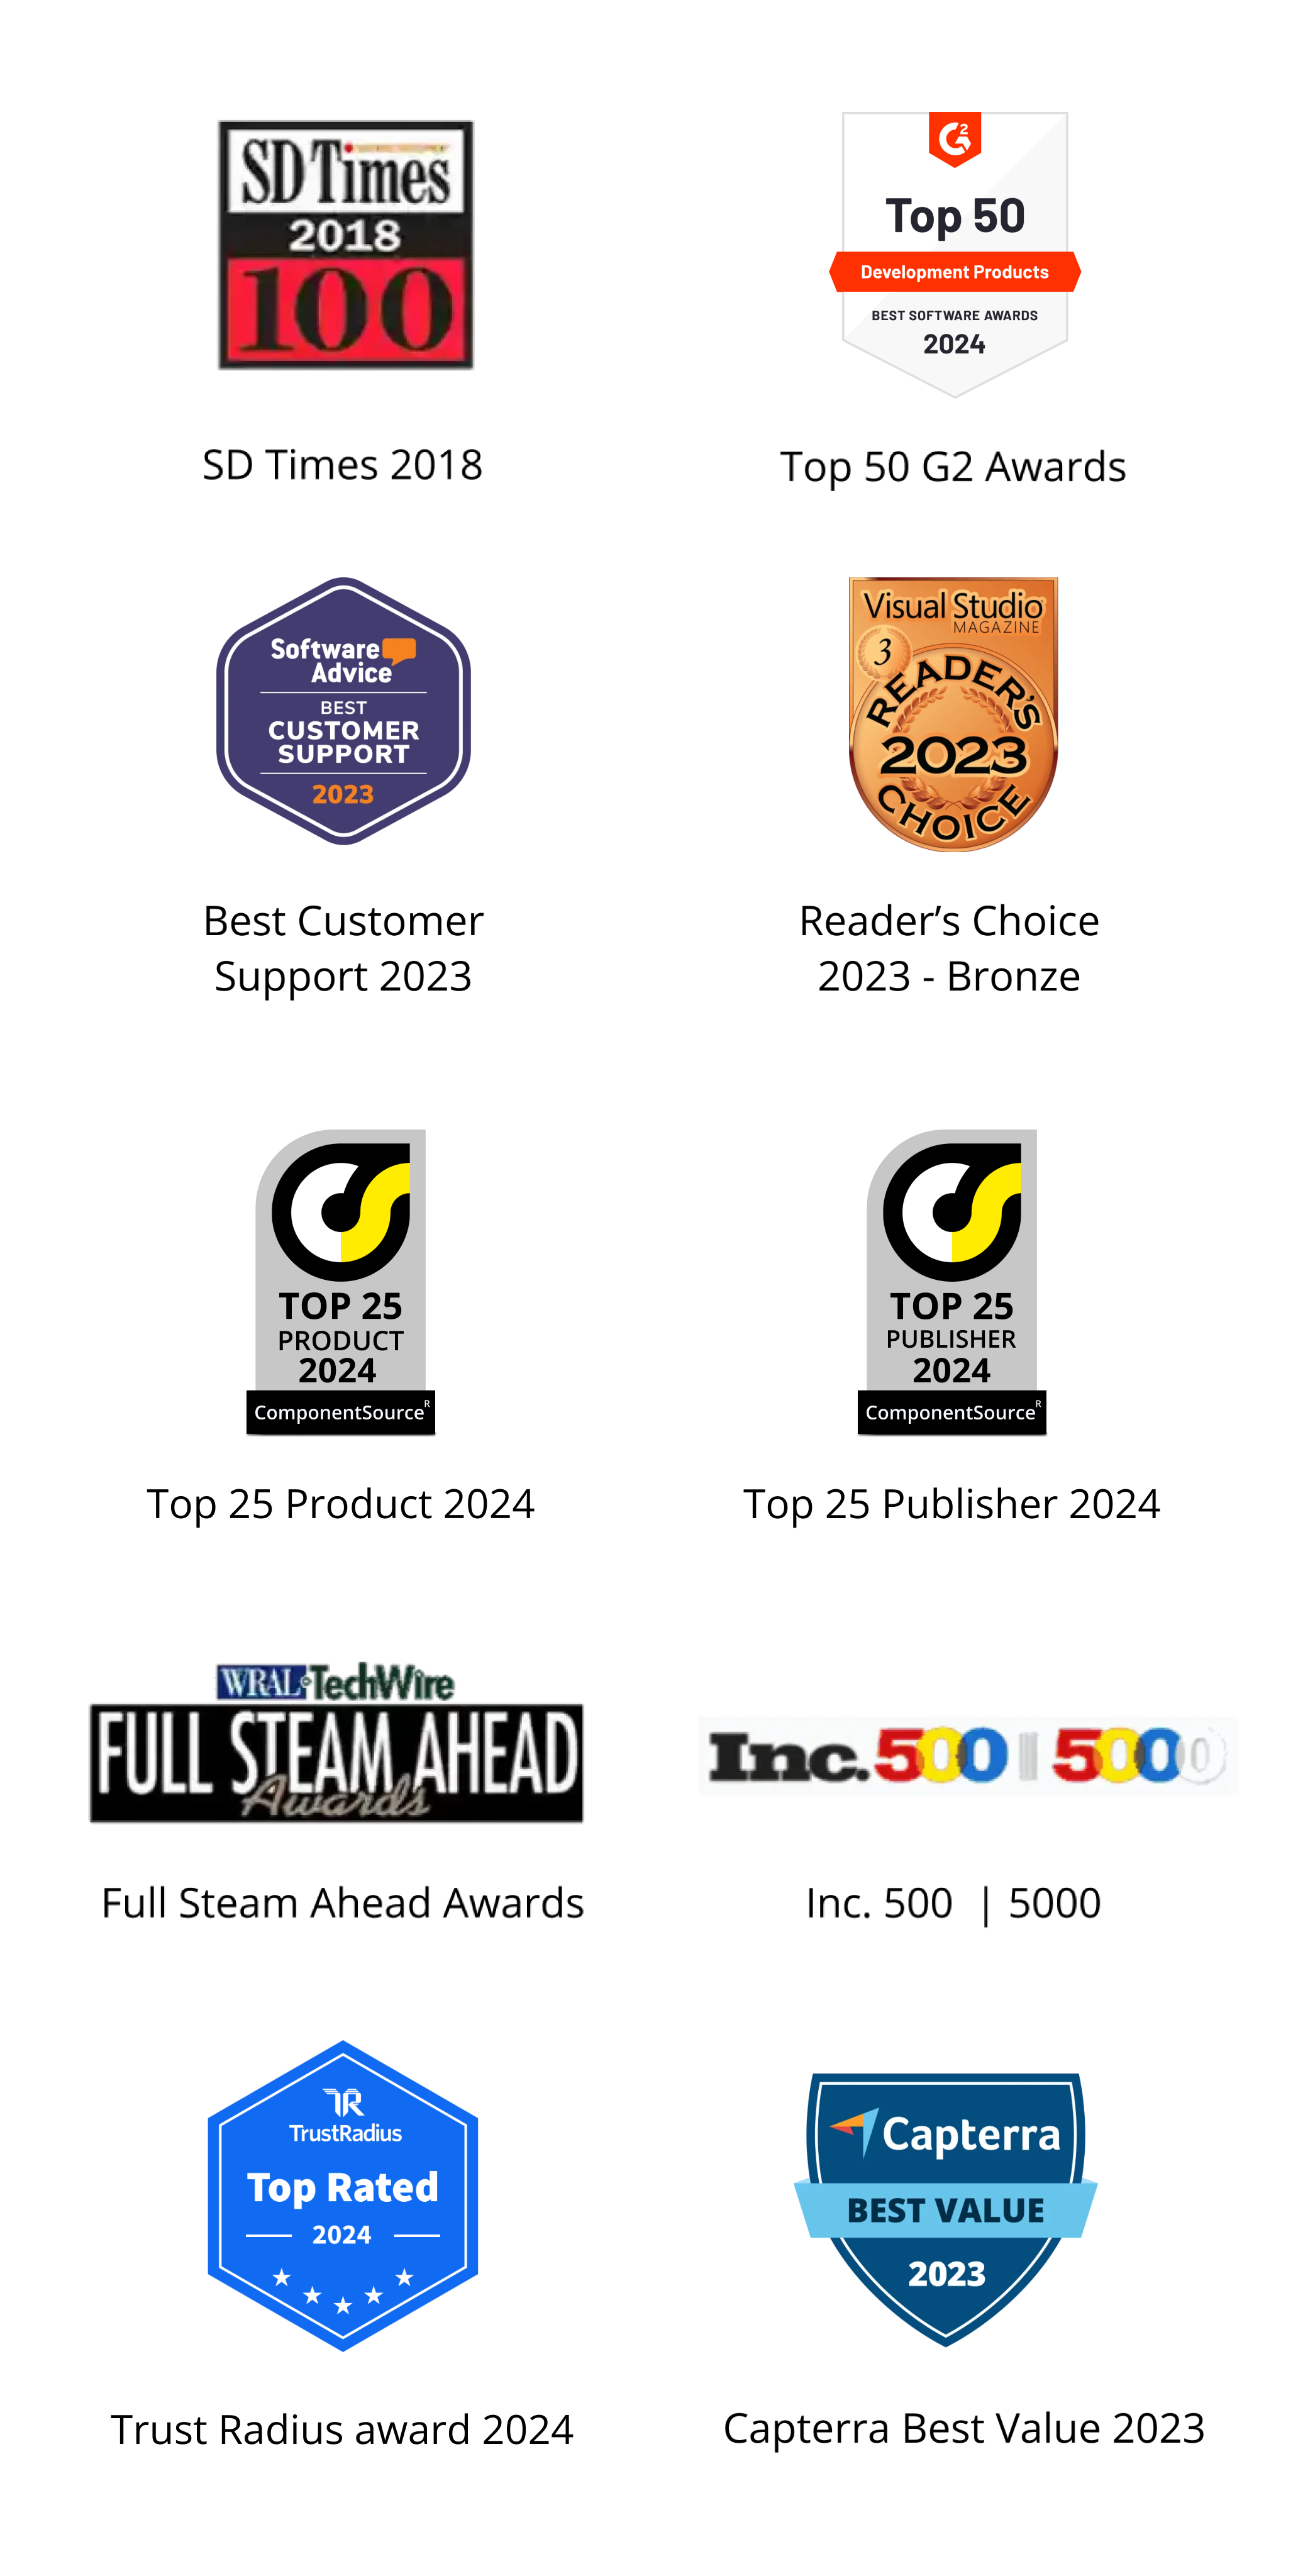 SD Times
2018
100
SD Times 2018
G2
Top 50
Development Products
BEST SOFTWARE AWARDS
2024
Top 50 G2 Awards
Software
Advice
BEST
CUSTOMER
SUPPORT
2023
Best Customer
Support 2023
Visual Studio
MAGAZINE
3
READER'S
2023
CHOICE
Reader’s Choice
2023 - Bronze
TOP 25
PRODUCT
2024
ComponentSource R
Top 25 Product 2024
TOP 25
PUBLISHER
2024
ComponentSource R
Top 25 Publisher 2024
WRAL TechWire
FULL STEAM AHEAD
Awards
Full Steam Ahead Awards
Inc. 500 | 5000
Inc. 500 | 5000
TR
TrustRadius
Top Rated
2024
Trust Radius award 2024
Capterra
BEST VALUE
2023
Capterra Best Value 2023